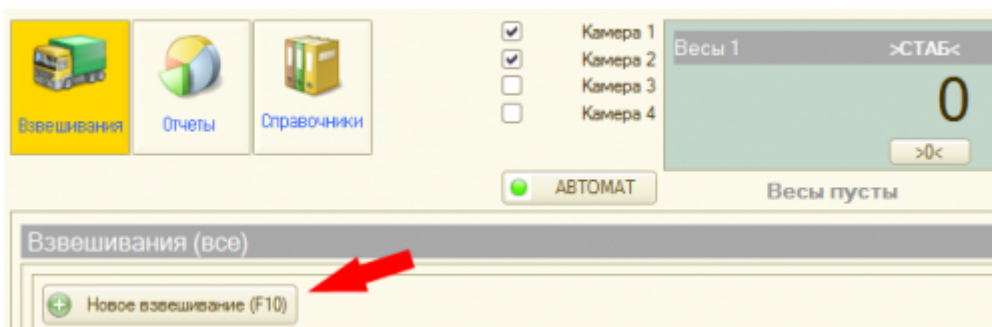 Взвешивания
Отчеты
Справочники
Камера 1
Камера 2
Камера 3
Камера 4
Весы 1 >СТАБ<
0
>0<
АВТОМАТ
Весы пусты
Взвешивания (все)
Новое взвешивание (F10)